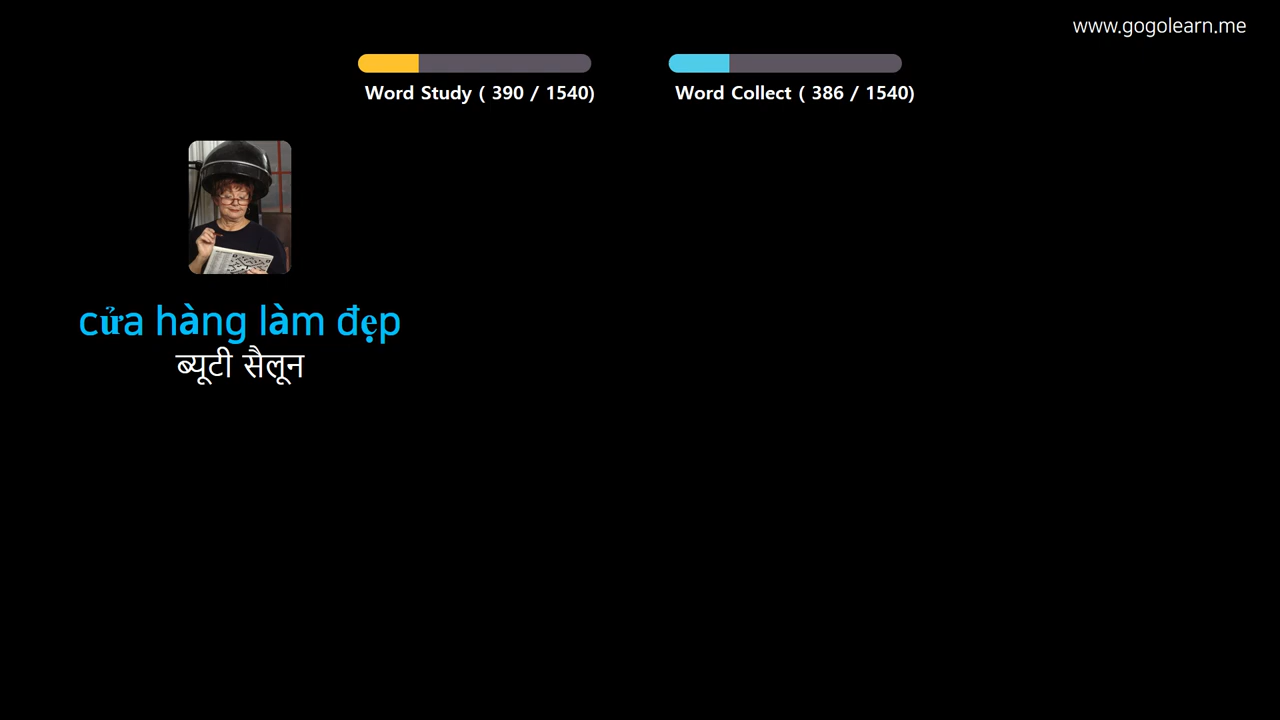 www.gogolearn.me
Word Study ( 390 / 1540)
Word Collect ( 386 / 1540)
cửa hàng làm đẹp
ब्यूटी सैलून